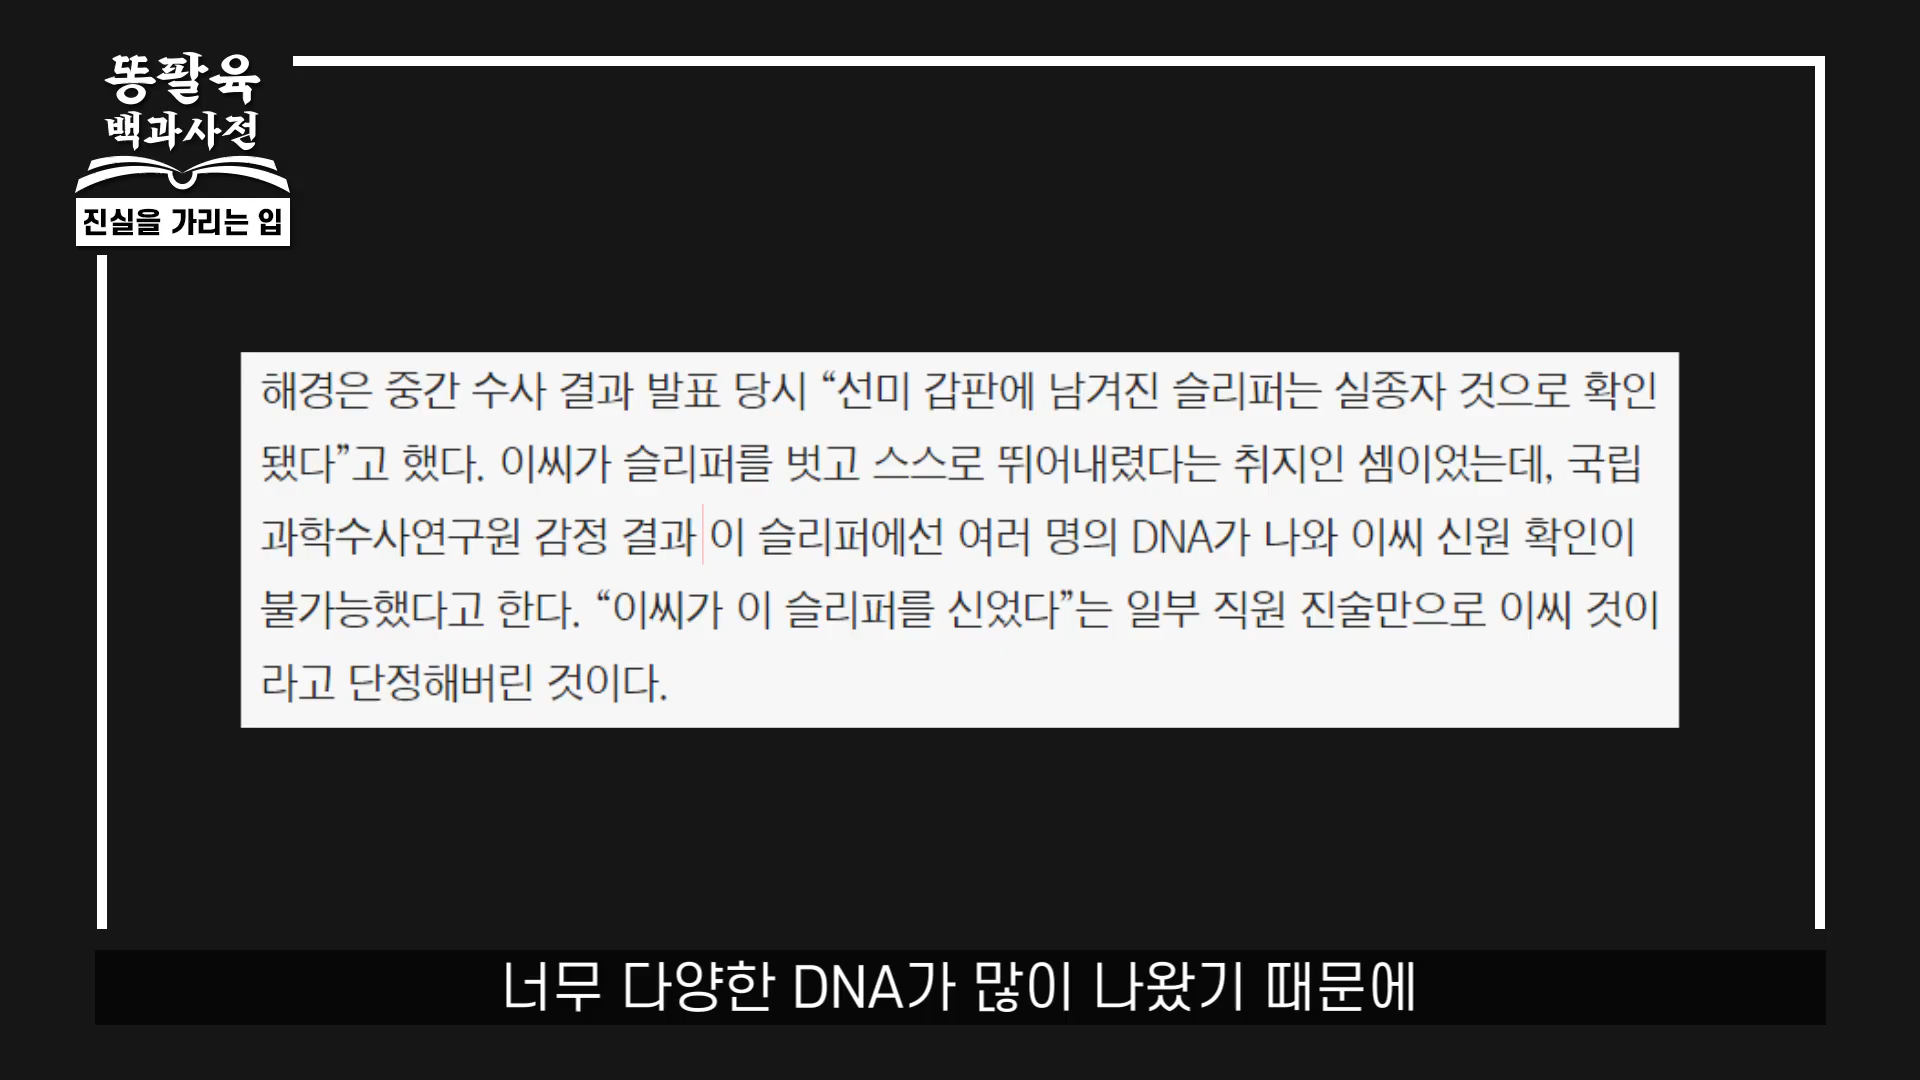 똥팔육
백과사전
진실을 가리는 입
해경은 중간 수사 결과 발표 당시 “선미 갑판에 남겨진 슬리퍼는 실종자 것으로 확인
됐다”고 했다. 이씨가 슬리퍼를 벗고 스스로 뛰어내렸다는 취지인 셈이었는데, 국립
과학수사연구원 감정 결과 이 슬리퍼에선 여러 명의 DNA가 나와 이씨 신원 확인이
불가능했다고 한다. “이씨가 이 슬리퍼를 신었다”는 일부 직원 진술만으로 이씨 것이
라고 단정해버린 것이다.
너무 다양한 DNA가 많이 나왔기 때문에